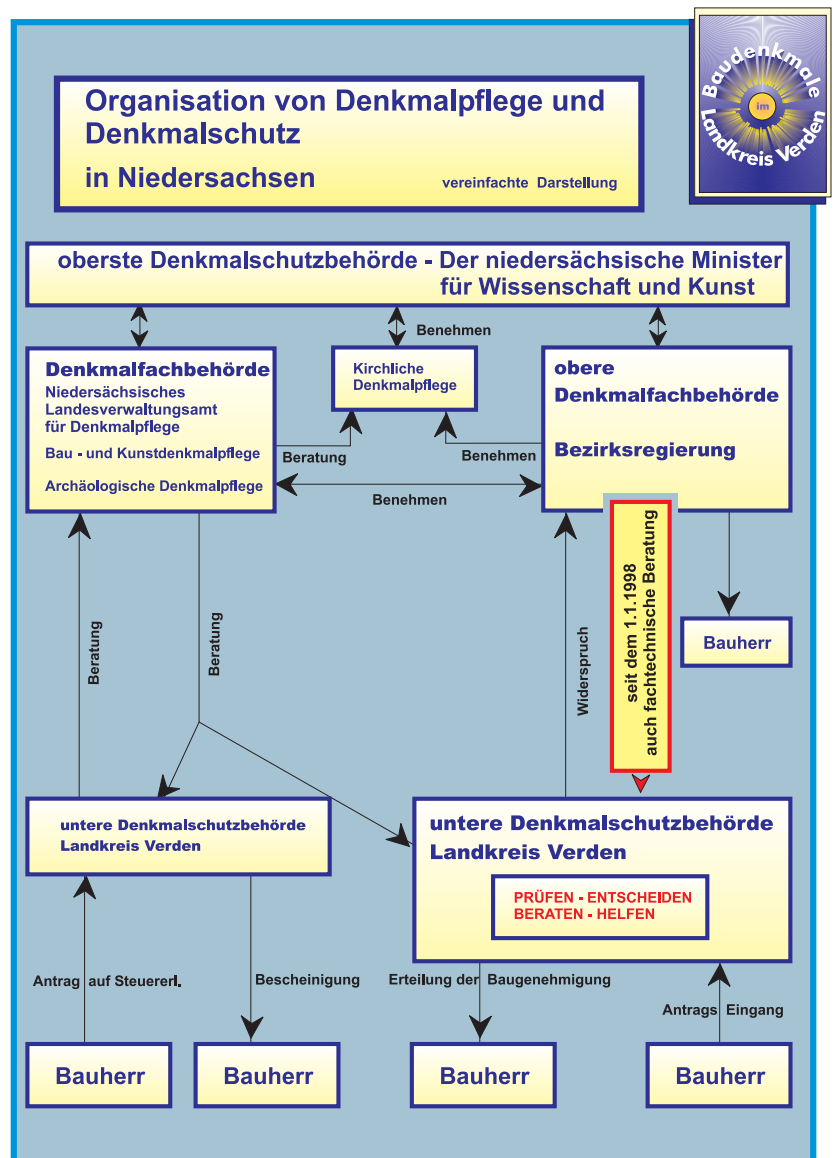 Baudenkmale
im
Landkreis Verden
Organisation von Denkmalpflege und
Denkmalschutz
in Niedersachsen
vereinfachte Darstellung
oberste Denkmalschutzbehörde - Der niedersächsische Minister
für Wissenschaft und Kunst
Benehmen
Denkmalfachbehörde
Niedersächsisches
Landesverwaltungsamt
für Denkmalpflege
Bau - und Kunstdenkmalpflege
Archäologische Denkmalpflege
Kirchliche
Denkmalpflege
obere
Denkmalfachbehörde
Bezirksregierung
Beratung
Benehmen
Benehmen
Beratung
Beratung
Widerspruch
seit dem 1.1.1998
auch fachtechnische Beratung
Bauherr
untere Denkmalschutzbehörde
Landkreis Verden
untere Denkmalschutzbehörde
Landkreis Verden
PRÜFEN - ENTSCHEIDEN
BERATEN - HELFEN
Antrag auf Steuererl.
Bescheinigung
Erteilung der Baugenehmigung
Antrags Eingang
Bauherr
Bauherr
Bauherr
Bauherr